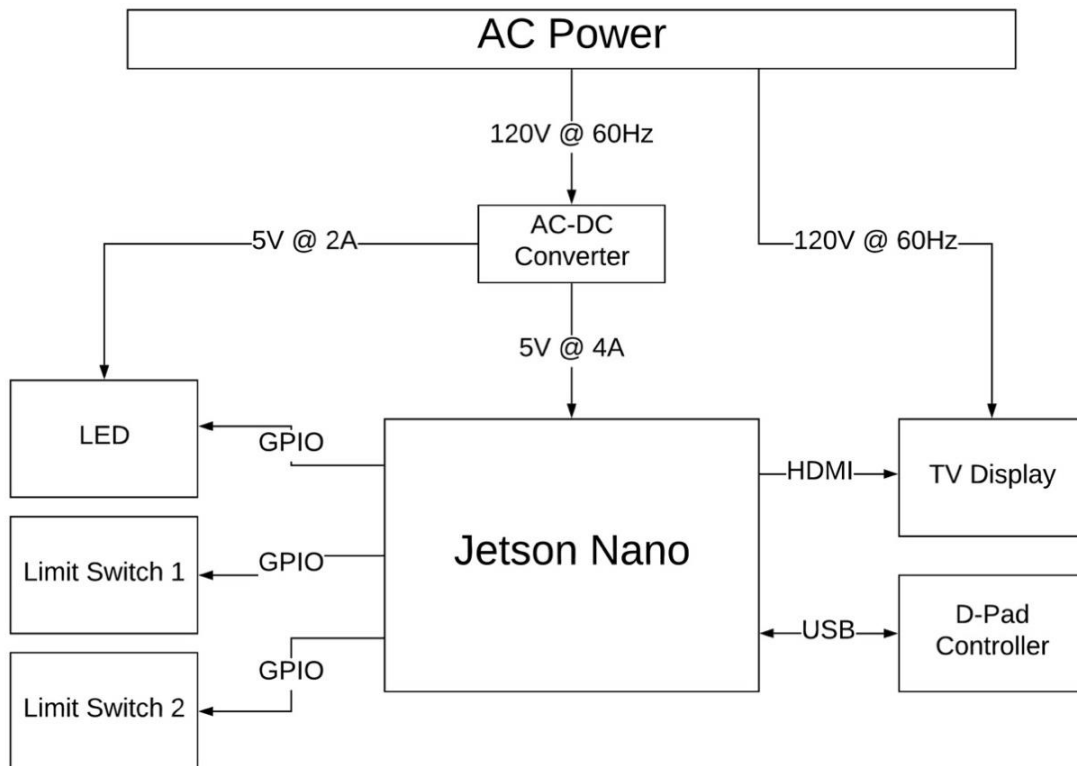 AC Power
120V @ 60Hz
AC-DC
Converter
5V @ 2A
120V @ 60Hz
5V @ 4A
LED
GPIO
HDMI
TV Display
Jetson Nano
Limit Switch 1
GPIO
D-Pad
Controller
USB
GPIO
Limit Switch 2